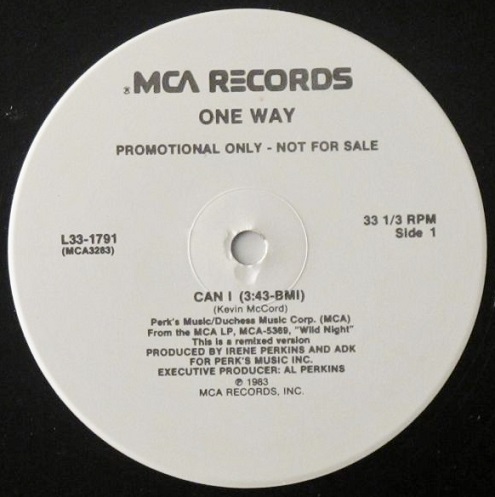 ® MCA RECORDS
ONE WAY
PROMOTIONAL ONLY - NOT FOR SALE
L33-1791
(MCA3263)
33 1/3 RPM
Side 1
CAN I (3:43-BMI)
(Kevin McCord)
Perk's Music/Duchess Music Corp. (MCA)
From the MCA LP, MCA-5369, "Wild Night"
This is a remixed version
PRODUCED BY IRENE PERKINS AND ADK
FOR PERK'S MUSIC INC.
EXECUTIVE PRODUCER: AL PERKINS
℗ 1983
MCA RECORDS, INC.